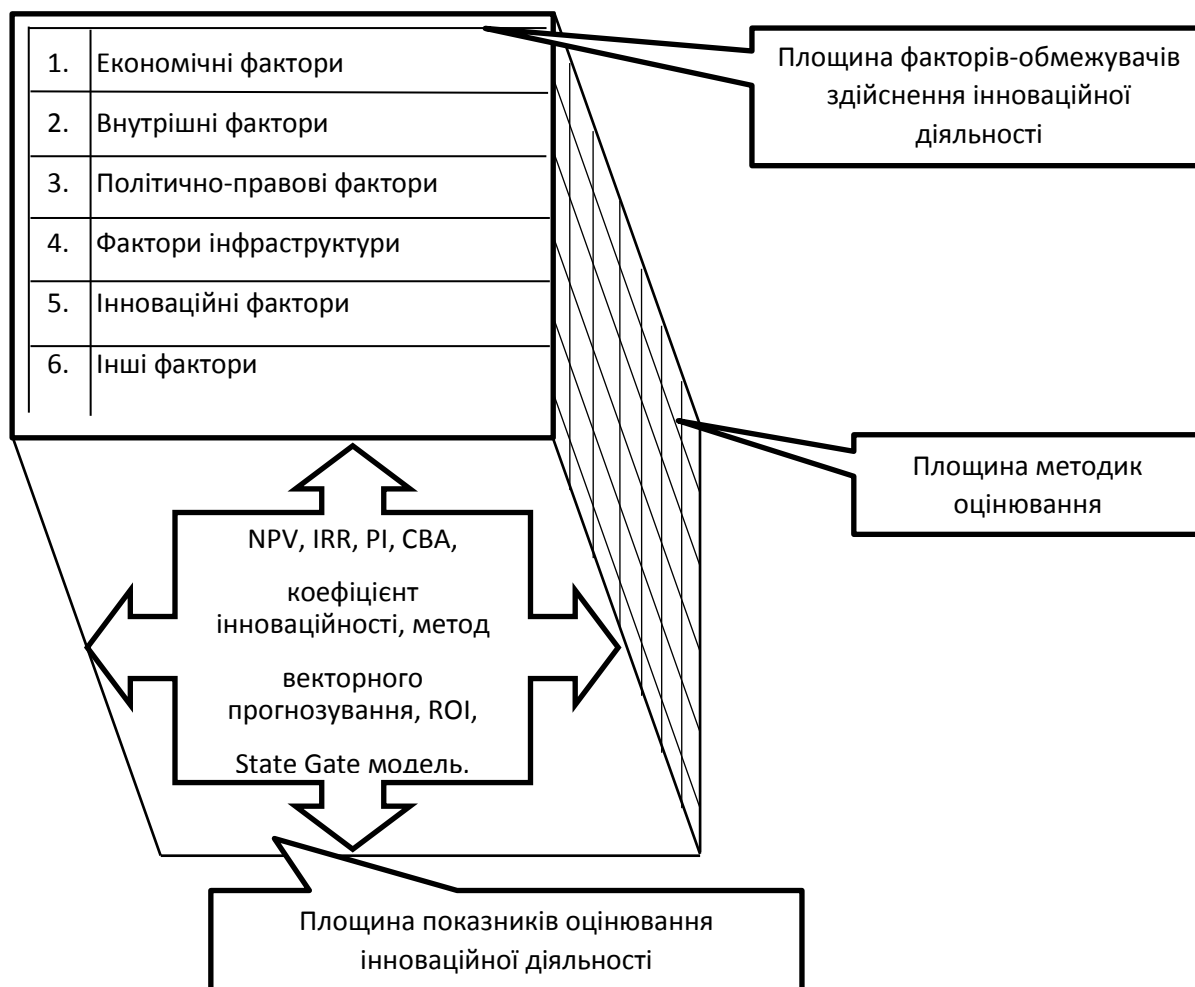 1. Економічні фактори
2. Внутрішні фактори
3. Політично-правові фактори
4. Фактори інфраструктури
5. Інноваційні фактори
6. Інші фактори
Площина факторів-обмежувачів
здійснення інноваційної
діяльності
Площина методик
оцінювання
NPV, IRR, PI, CBA,
коефіцієнт
інноваційності, метод
векторного
прогнозування, ROI,
State Gate модель.
Площина показників оцінювання
інноваційної діяльності